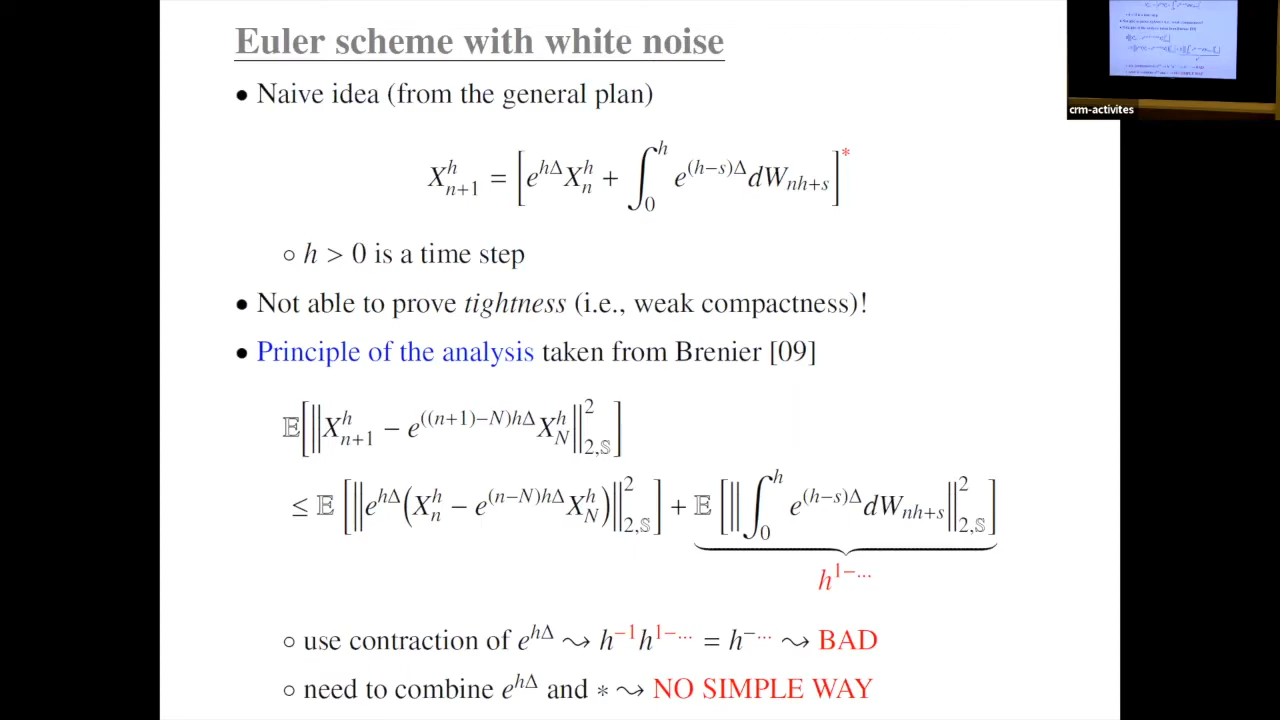 Euler scheme with white noise
• Naive idea (from the general plan)
X^h_{n+1} = [e^{hΔ} X^h_n + ∫_0^h e^{(h−s)Δ} dW_{nh+s}]^*
◦ h > 0 is a time step
• Not able to prove tightness (i.e., weak compactness)!
• Principle of the analysis taken from Brenier [09]
𝔼[‖X^h_{n+1} − e^{((n+1)−N)hΔ} X^h_N‖^2_{2,𝕊}]
≤ 𝔼[‖e^{hΔ}(X^h_n − e^{(n−N)hΔ} X^h_N)‖^2_{2,𝕊}] + 𝔼[‖∫_0^h e^{(h−s)Δ} dW_{nh+s}‖^2_{2,𝕊}]
h^{1−...}
◦ use contraction of e^{hΔ} ⤳ h^{−1}h^{1−...} = h^{−...} ⤳ BAD
◦ need to combine e^{hΔ} and * ⤳ NO SIMPLE WAY
crm-activites